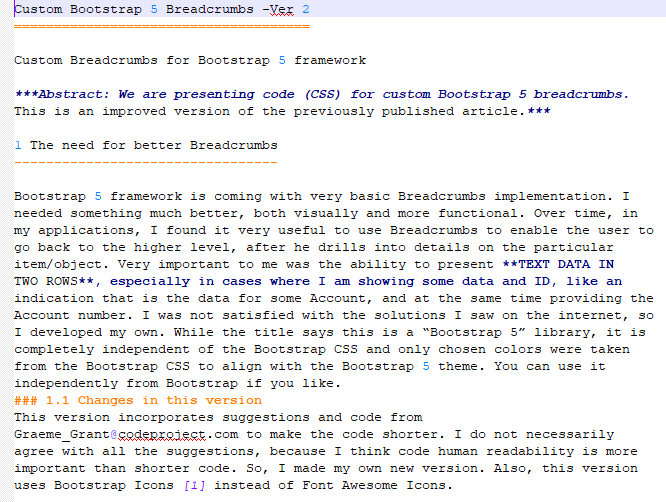 Custom Bootstrap 5 Breadcrumbs –Ver 2
=====================================
Custom Breadcrumbs for Bootstrap 5 framework
***Abstract: We are presenting code (CSS) for custom Bootstrap 5 breadcrumbs.
This is an improved version of the previously published article.***
1 The need for better Breadcrumbs
---------------------------------
Bootstrap 5 framework is coming with very basic Breadcrumbs implementation. I
needed something much better, both visually and more functional. Over time, in
my applications, I found it very useful to use Breadcrumbs to enable the user to
go back to the higher level, after he drills into details on the particular
item/object. Very important to me was the ability to present **TEXT DATA IN
TWO ROWS**, especially in cases where I am showing some data and ID, like an
indication that is the data for some Account, and at the same time providing the
Account number. I was not satisfied with the solutions I saw on the internet, so
I developed my own. While the title says this is a “Bootstrap 5” library, it is
completely independent of the Bootstrap CSS and only chosen colors were taken
from the Bootstrap CSS to align with the Bootstrap 5 theme. You can use it
independently from Bootstrap if you like.
### 1.1 Changes in this version
This version incorporates suggestions and code from
Graeme_Grant@codeproject.com to make the code shorter. I do not necessarily
agree with all the suggestions, because I think code human readability is more
important than shorter code. So, I made my own new version. Also, this version
uses Bootstrap Icons [1] instead of Font Awesome Icons.